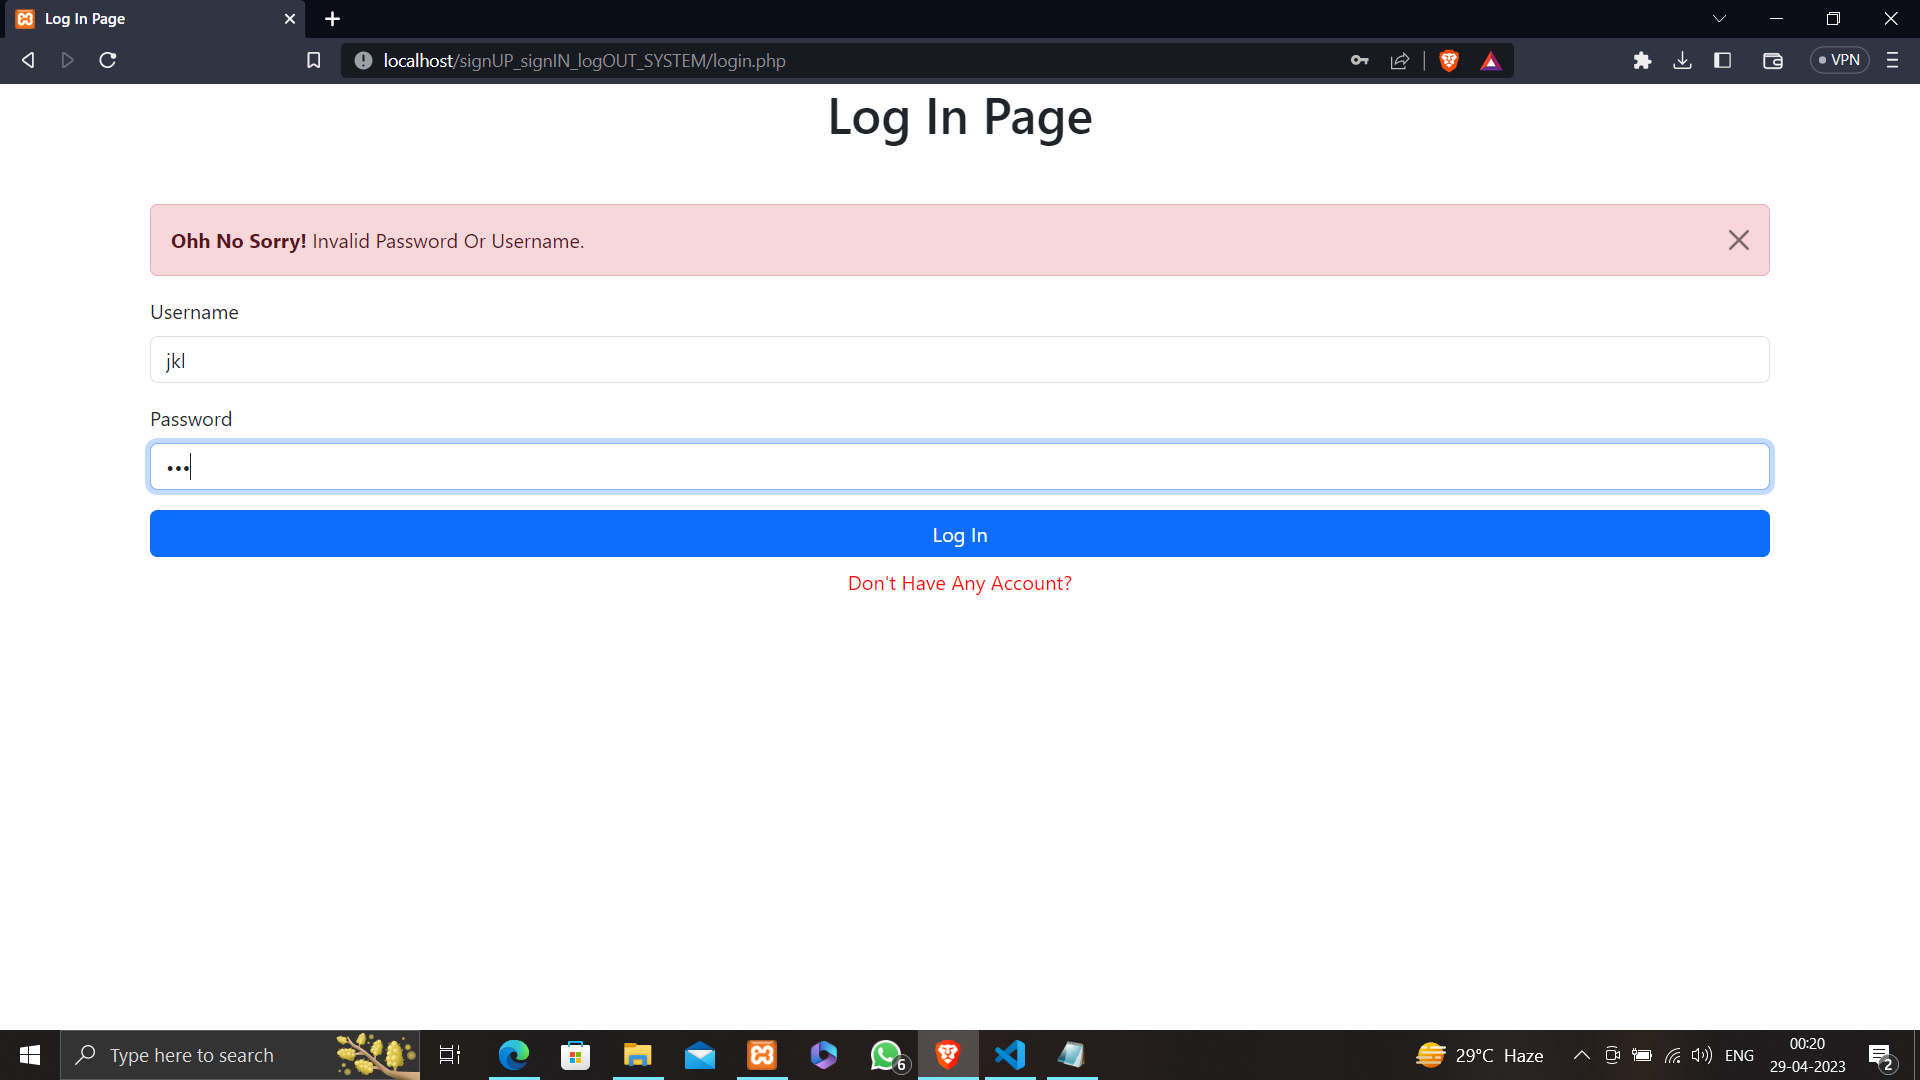 Log In Page
localhost/signUP_signIN_logOUT_SYSTEM/login.php
VPN
Log In Page
Ohh No Sorry! Invalid Password Or Username.
Username
jkl
Password
•••
Log In
Don't Have Any Account?
Type here to search
6
29°C Haze
ENG
00:20
29-04-2023
2